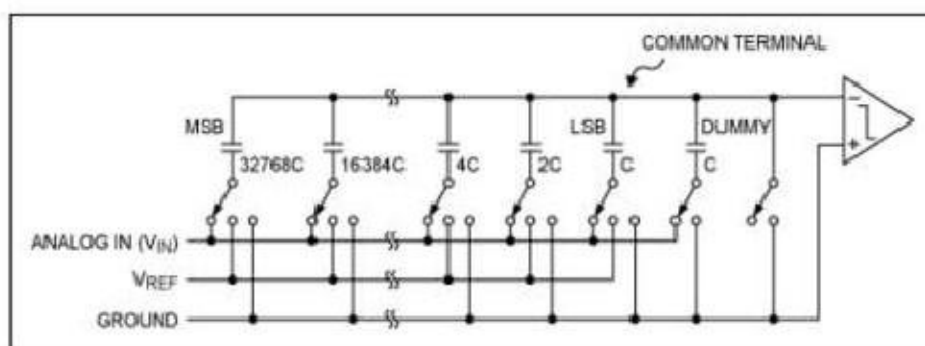 COMMON TERMINAL
MSB
LSB
DUMMY
32768C
16384C
4C
2C
C
C
ANALOG IN (VIN)
VREF
GROUND